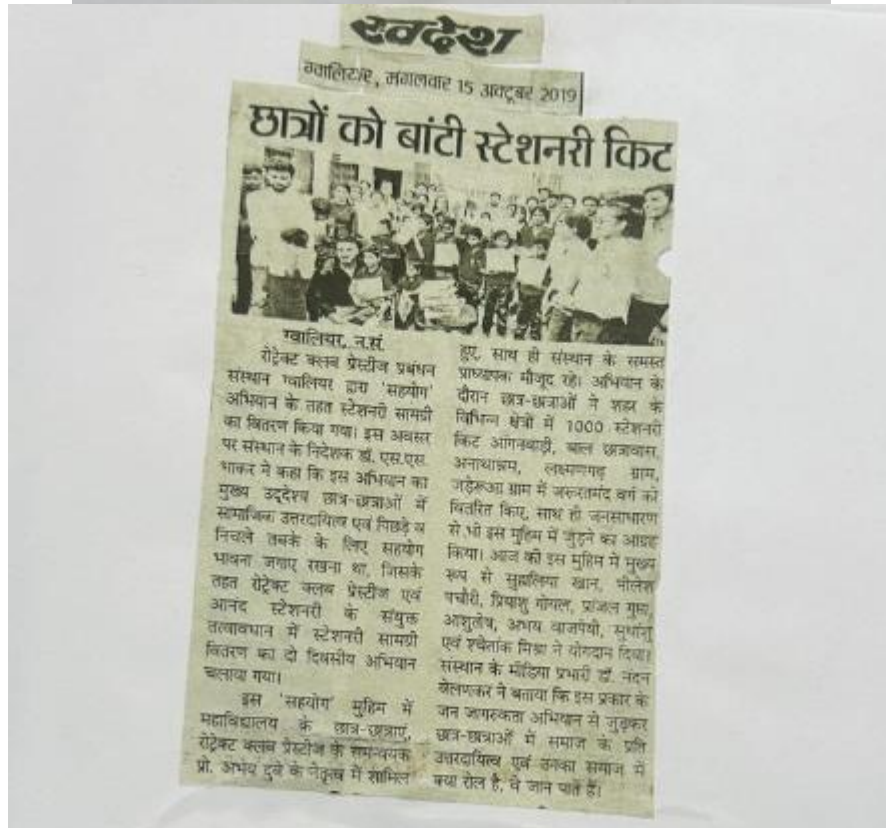 स्वदेश
ग्वालियर, मंगलवार 15 अक्टूबर 2019
छात्रों को बांटी स्टेशनरी किट
ग्वालियर, न.सं.
रोट्रेक्ट क्लब प्रेस्टीज प्रबंधन
संस्थान ग्वालियर द्वारा 'सहयोग'
अभियान के तहत स्टेशनरी सामग्री
का वितरण किया गया। इस अवसर
पर संस्थान के निदेशक डॉ. एस.एस.
भाकर ने कहा कि इस अभियान का
मुख्य उद्देश्य छात्र-छात्राओं में
सामाजिक उत्तरदायित्व एवं पिछड़े व
निचले तबके के लिए सहयोग
भावना जगाए रखना था, जिसके
तहत रोट्रेक्ट क्लब प्रेस्टीज एवं
आनंद स्टेशनरी के संयुक्त
तत्वावधान में स्टेशनरी सामग्री
वितरण का दो दिवसीय अभियान
चलाया गया।
इस 'सहयोग' मुहिम में
महाविद्यालय के छात्र-छात्राएं,
रोट्रेक्ट क्लब प्रेस्टीज के समन्वयक
प्रो. अभय दुबे के नेतृत्व में शामिल
हुए, साथ ही संस्थान के समस्त
प्राध्यापक मौजूद रहे। अभियान के
दौरान छात्र-छात्राओं ने शहर के
विभिन्न क्षेत्रों में 1000 स्टेशनरी
किट आंगनवाड़ी, बाल छात्रावास,
अनाथाश्रम, लक्ष्मणगढ़ ग्राम,
जड़ेरूआ ग्राम में जरूरतमंद वर्ग को
वितरित किए, साथ ही जनसाधारण
से भी इस मुहिम में जुड़ने का आग्रह
किया। आज की इस मुहिम में मुख्य
रूप से खान,
पचौरी, प्रियांशु गोयल, प्रांजल गुप्ता,
आशुतोष, अभय वाजपेयी, सुधांशु
एवं श्वेतांक मिश्रा ने योगदान दिया।
संस्थान के मीडिया प्रभारी डॉ. नंदन
वेलणकर ने बताया कि इस प्रकार के
जन जागरुकता अभियान से जुड़कर
छात्र-छात्राओं में समाज के प्रति
उत्तरदायित्व एवं उनका समाज में
क्या रोल है, वे जान पाते हैं।